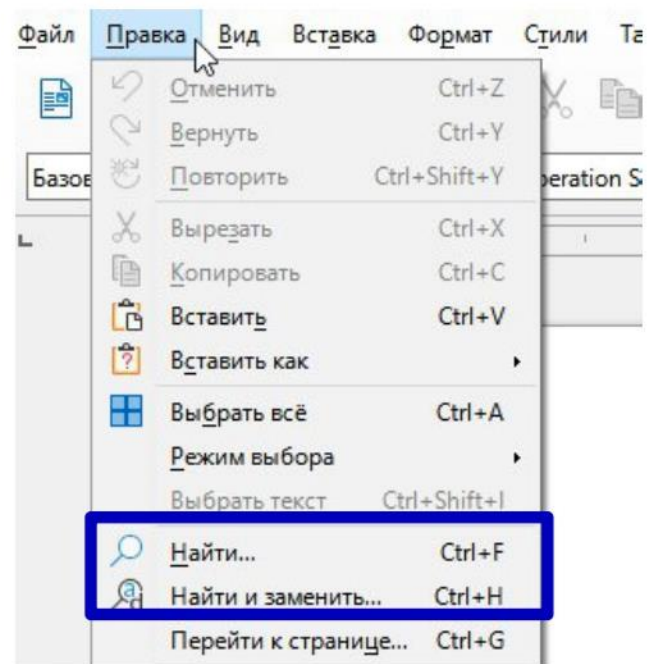 Файл Правка Вид Вставка Формат Стили
Отменить Ctrl+Z
Вернуть Ctrl+Y
Повторить Ctrl+Shift+Y
Вырезать Ctrl+X
Копировать Ctrl+C
Вставить Ctrl+V
Вставить как
Выбрать всё Ctrl+A
Режим выбора
Выбрать текст Ctrl+Shift+I
Найти... Ctrl+F
Найти и заменить... Ctrl+H
Перейти к странице... Ctrl+G